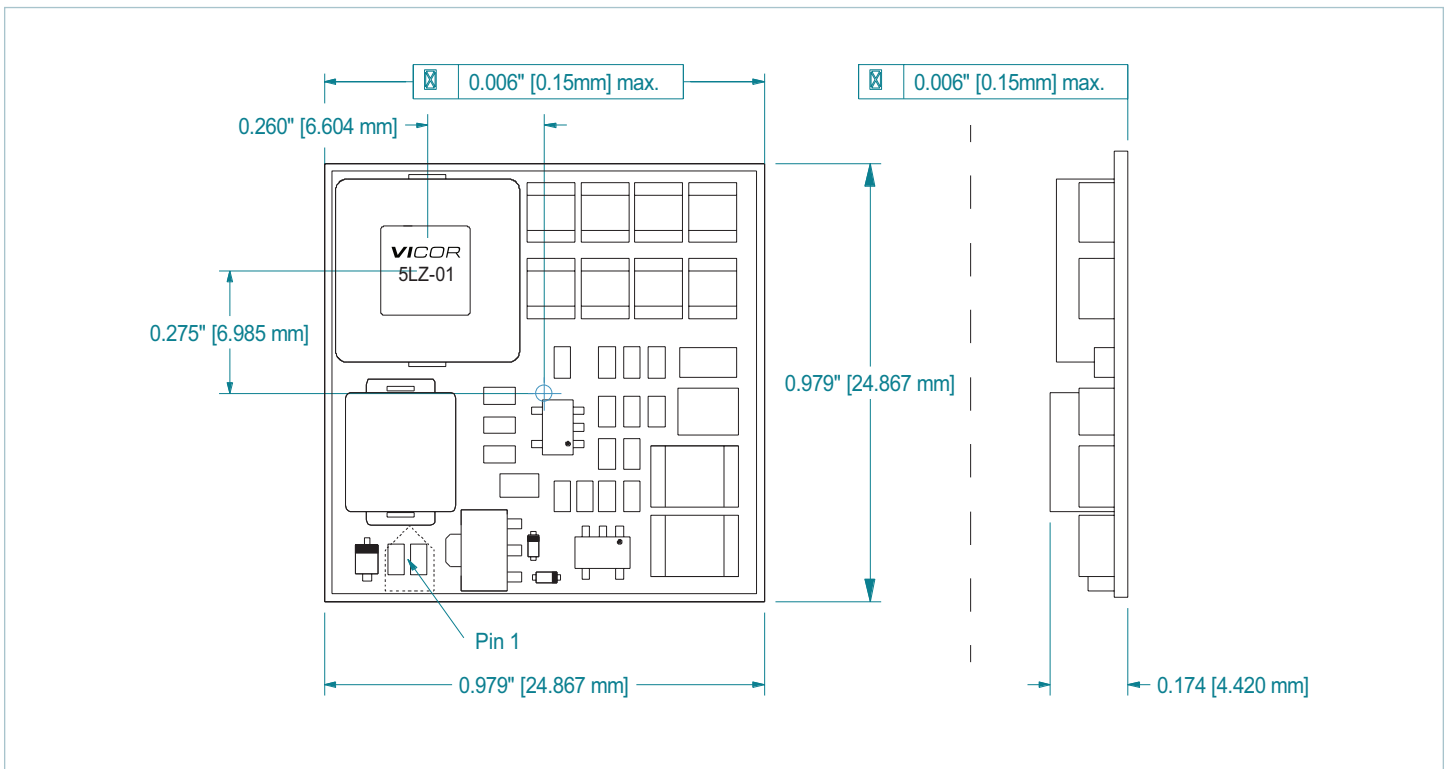 0.006" [0.15mm] max.
0.006" [0.15mm] max.
0.260" [6.604 mm]
VICOR
5LZ-01
0.275" [6.985 mm]
0.979" [24.867 mm]
Pin 1
0.979" [24.867 mm]
0.174 [4.420 mm]